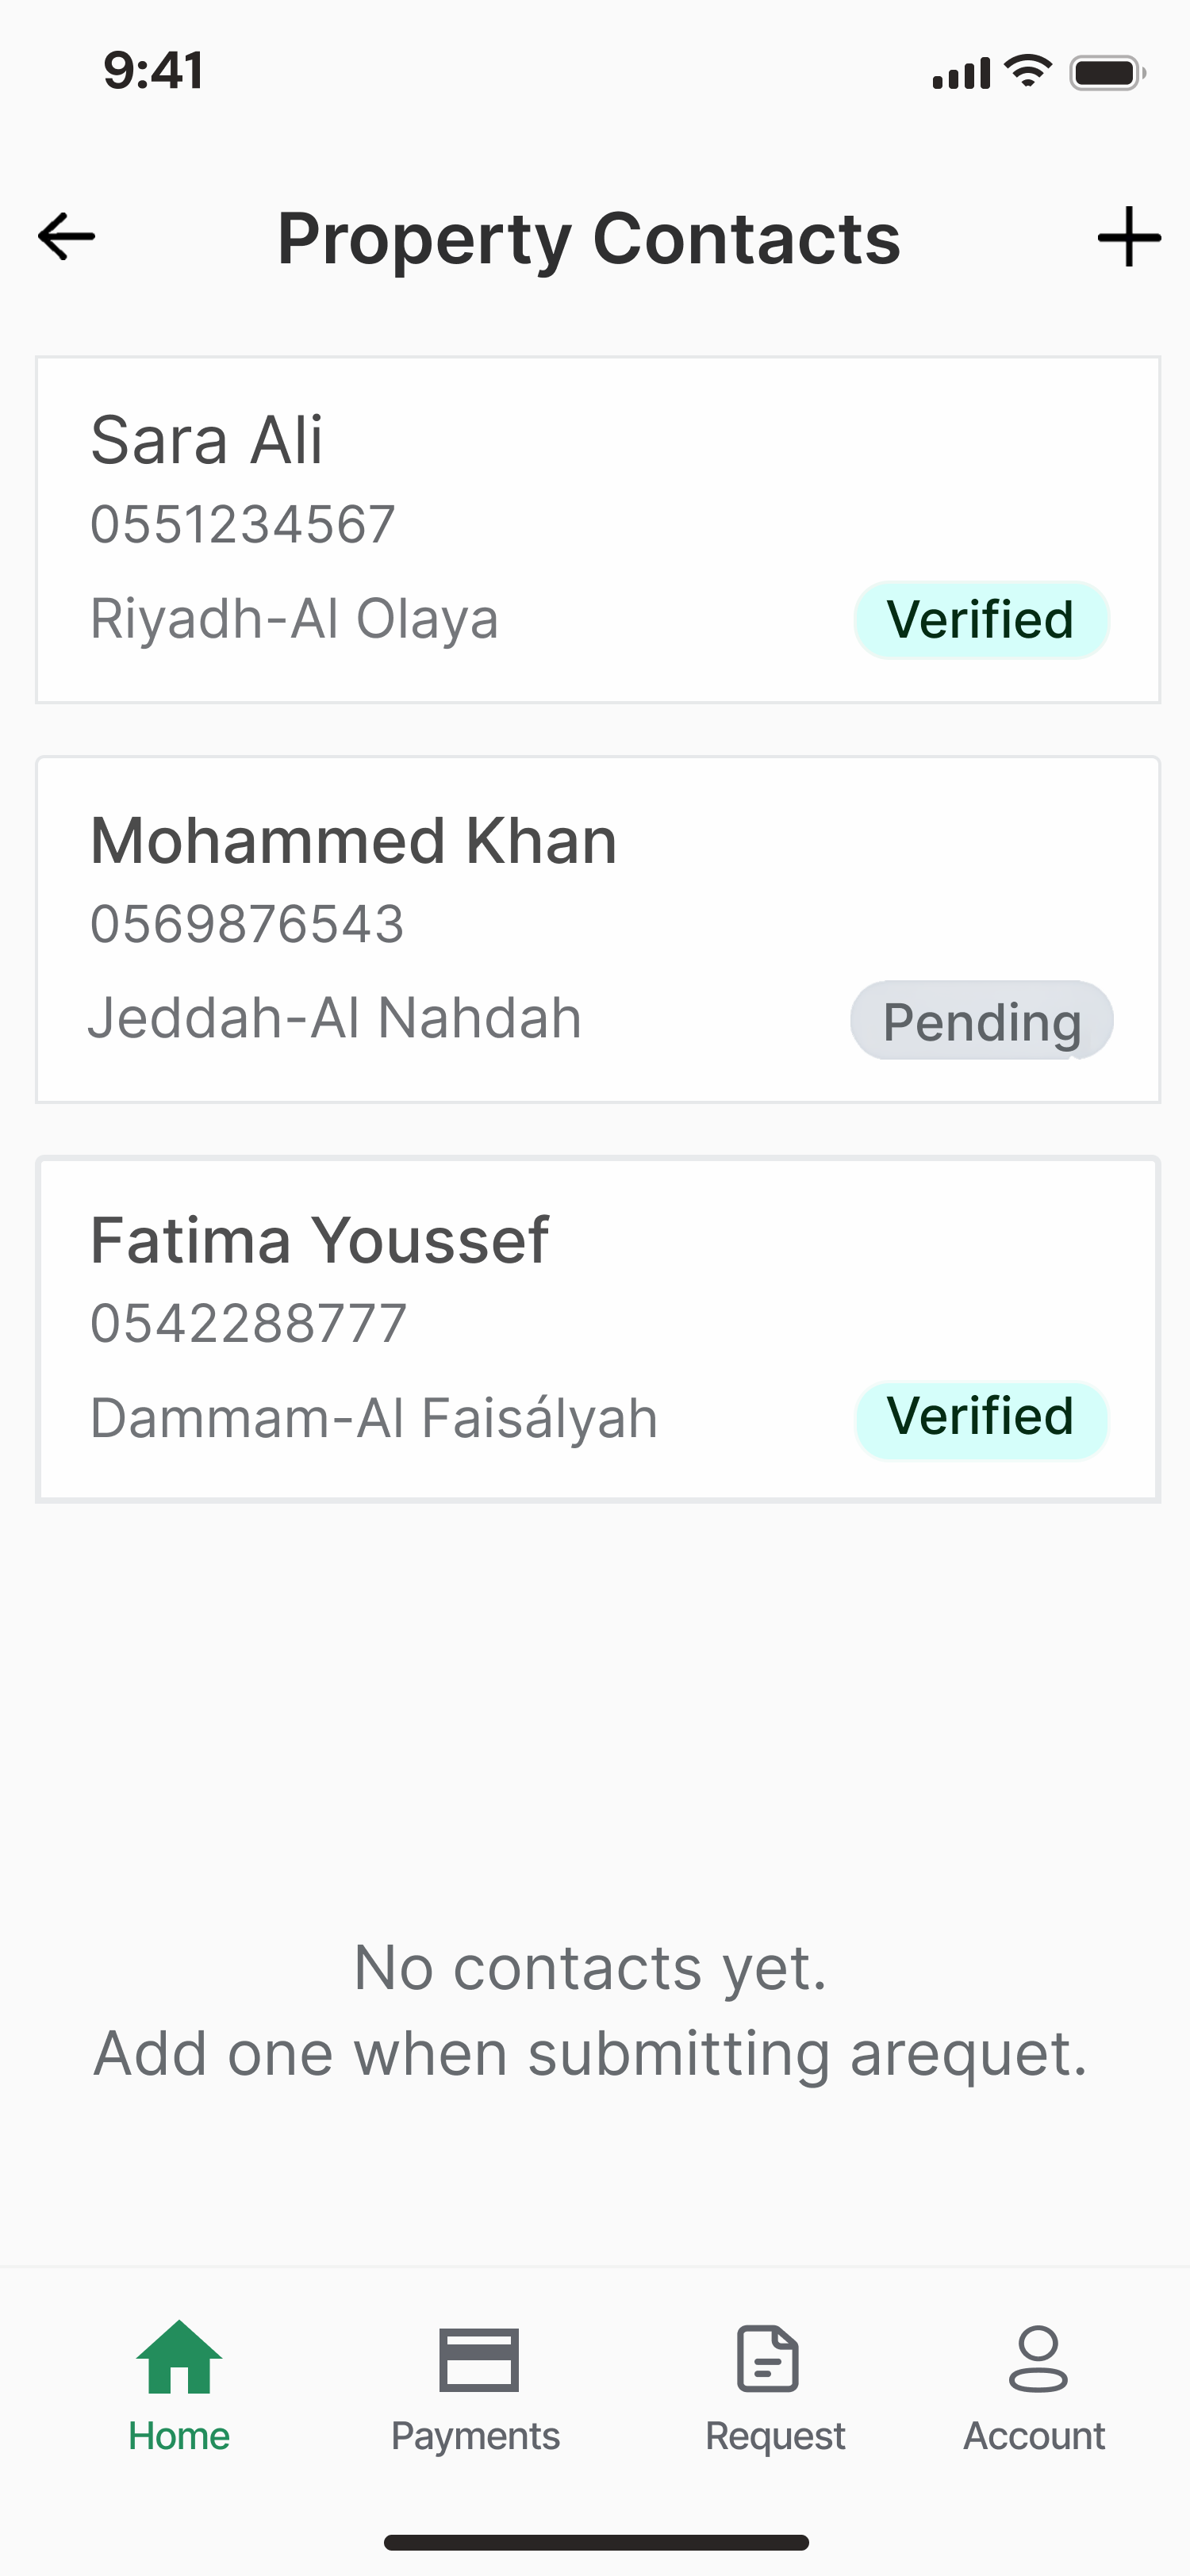 9:41
Property Contacts
Sara Ali
0551234567
Riyadh-Al Olaya
Verified
Mohammed Khan
0569876543
Jeddah-Al Nahdah
Pending
Fatima Youssef
0542288777
Dammam-Al Faisályah
Verified
No contacts yet.
Add one when submitting arequet.
Home
Payments
Request
Account